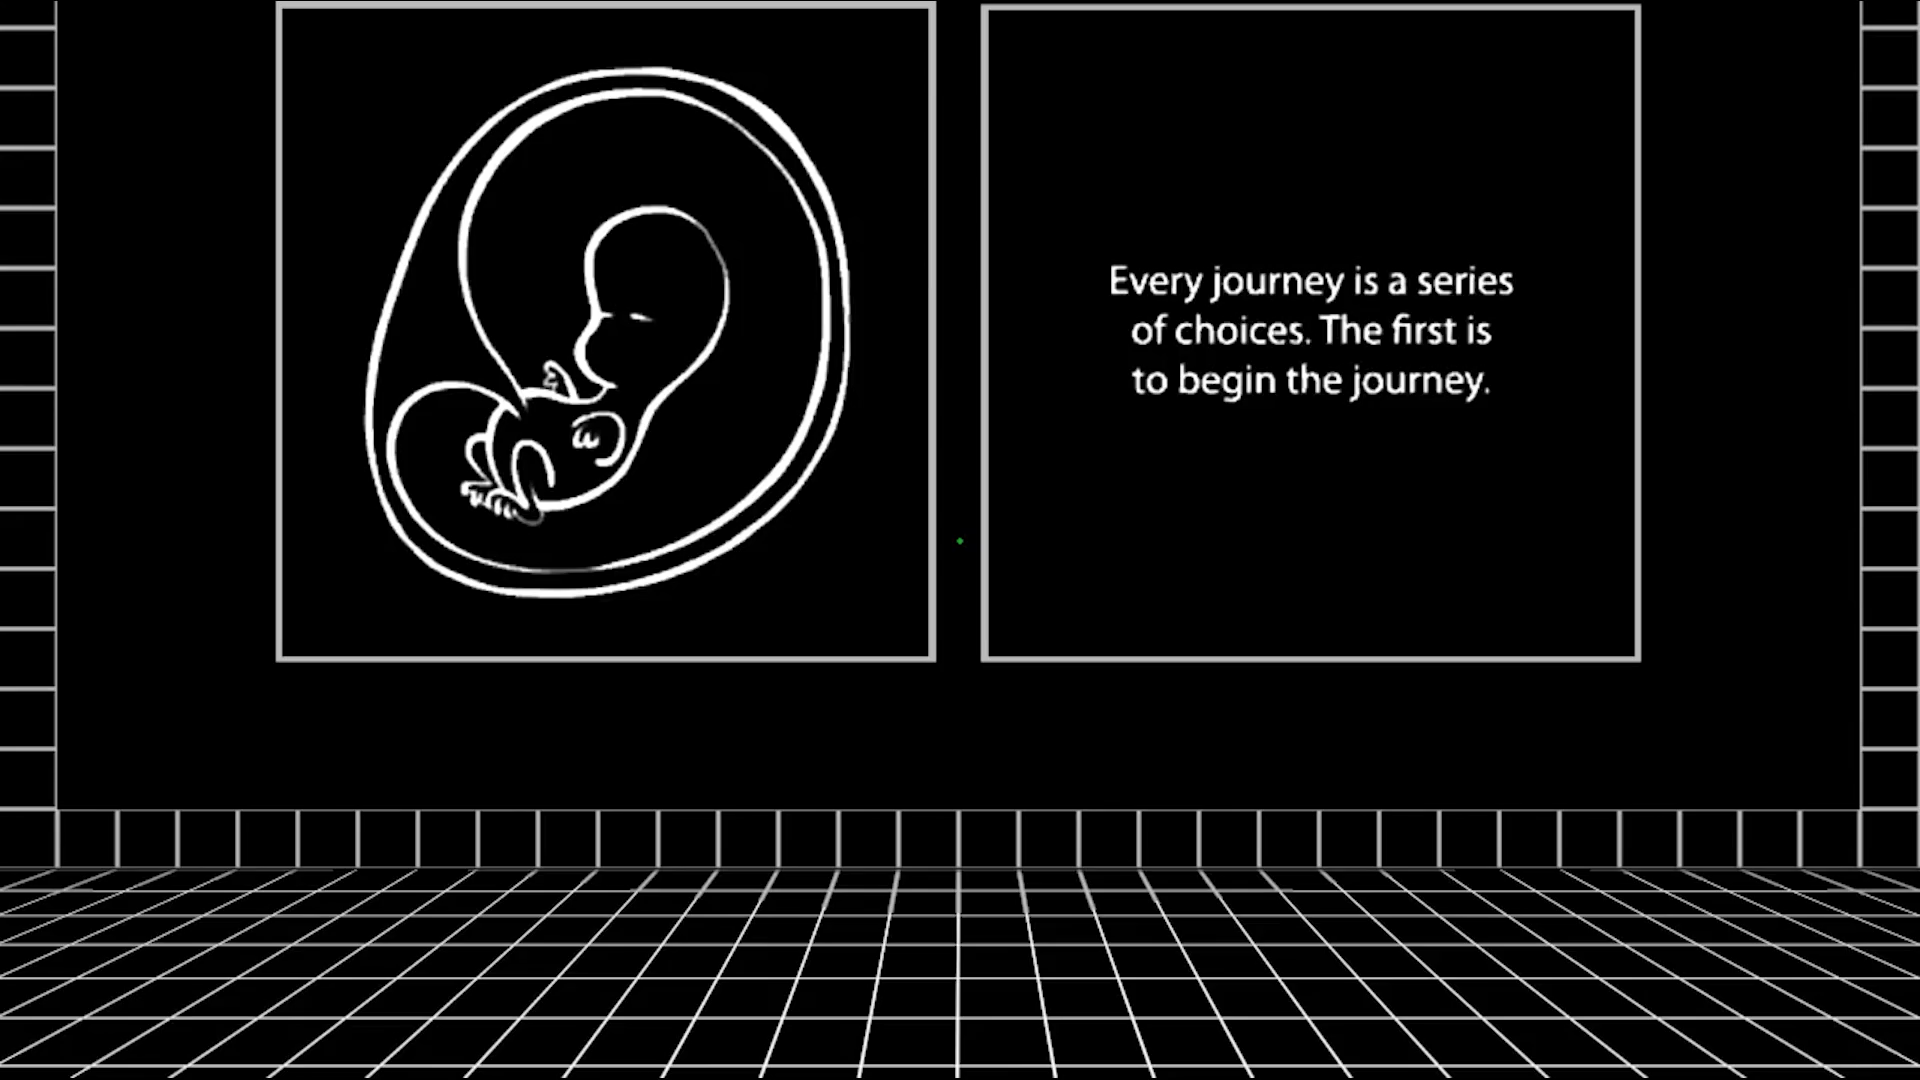 Every journey is a series
of choices. The first is
to begin the journey.